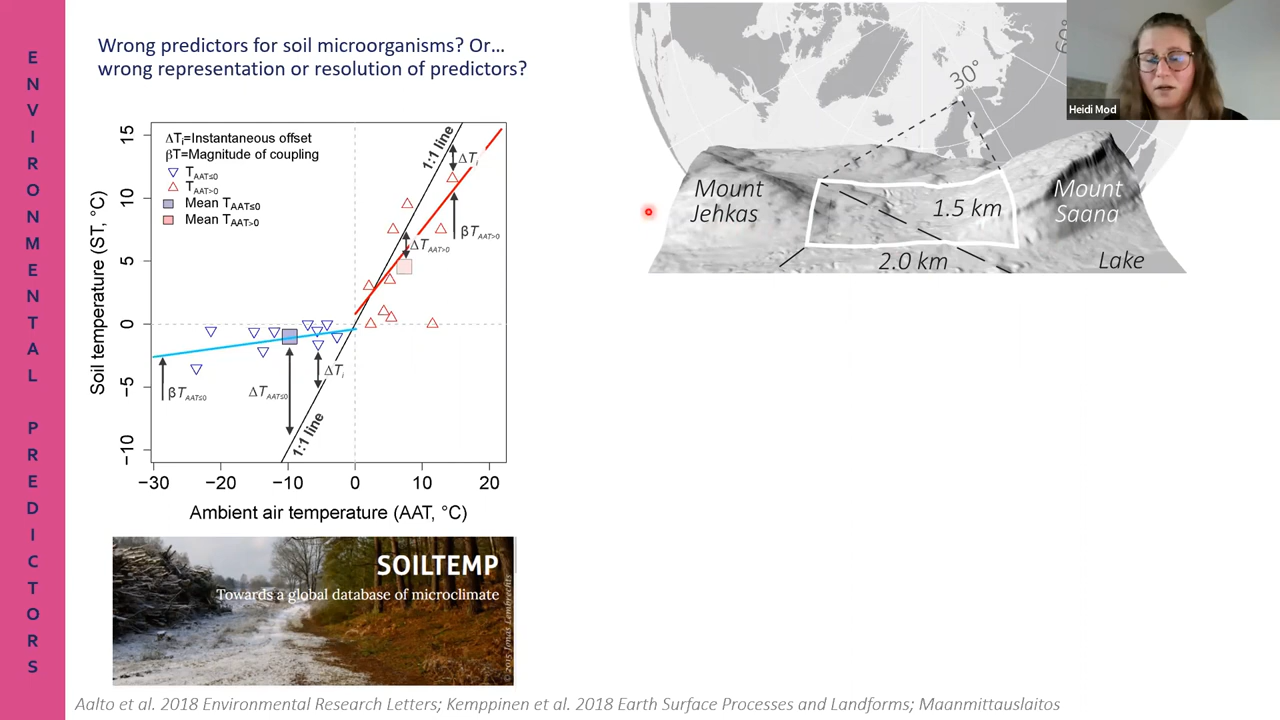 ENVIRONMENTAL PREDICTORS
Wrong predictors for soil microorganisms? Or…
wrong representation or resolution of predictors?
ΔTi=Instantaneous offset
βT=Magnitude of coupling
TAAT≤0
TAAT>0
Mean TAAT≤0
Mean TAAT>0
1:1 line
ΔTi
ΔTAAT>0
βTAAT>0
βTAAT≤0
ΔTAAT≤0
ΔTi
1:1 line
15
10
5
0
−5
−10
Soil temperature (ST, °C)
−30 −20 −10 0 10 20
Ambient air temperature (AAT, °C)
SOILTEMP
Towards a global database of microclimate
© 2015 Jonas Lembrechts
60°
30°
Mount
Jehkas
1.5 km
2.0 km
Mount
Saana
Lake
Heidi Mod
Aalto et al. 2018 Environmental Research Letters; Kemppinen et al. 2018 Earth Surface Processes and Landforms; Maanmittauslaitos